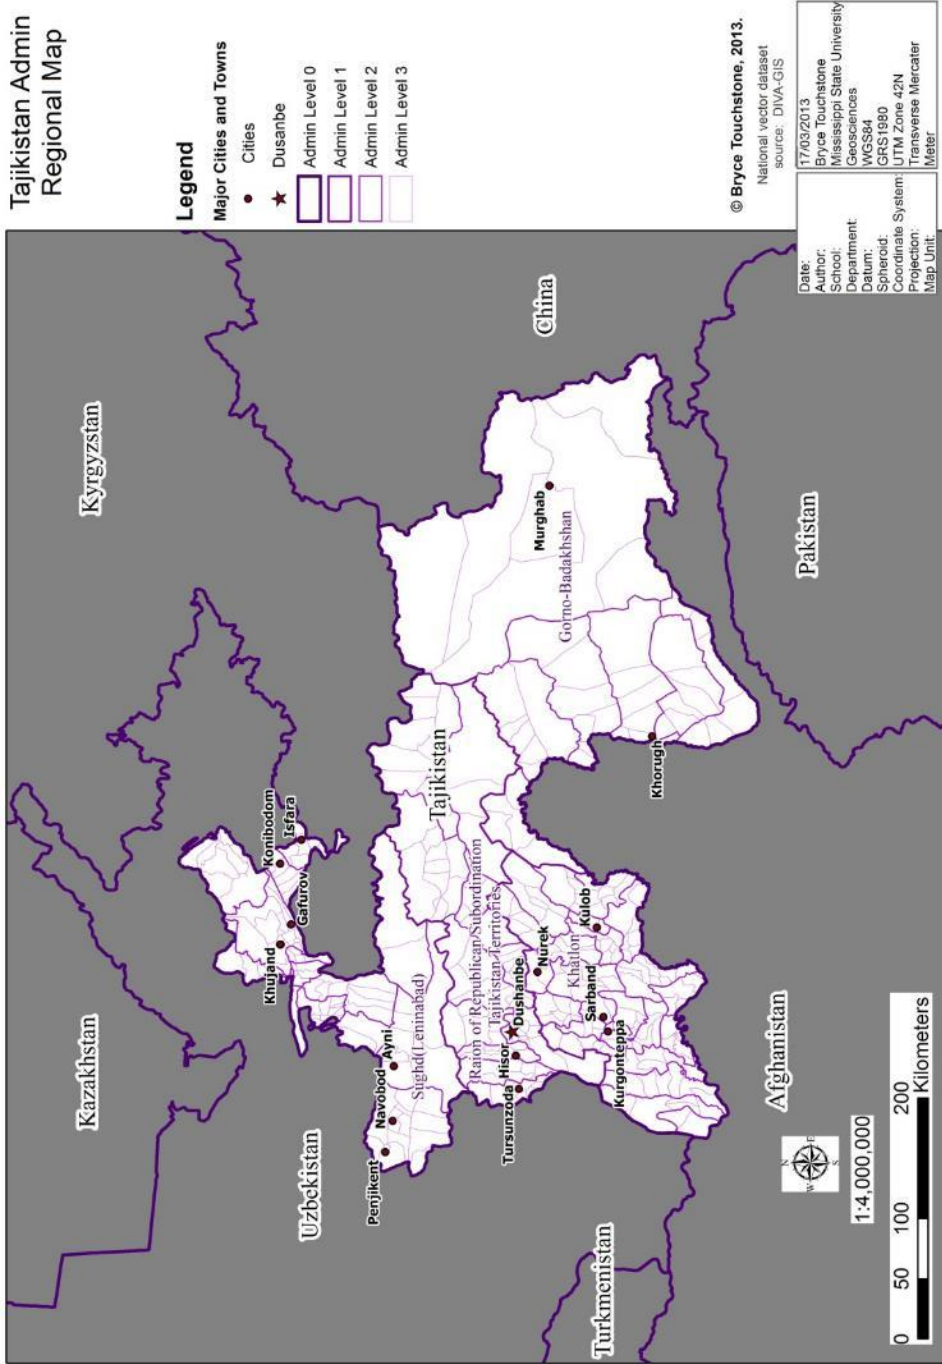 Tajikistan Admin
Regional Map
Legend
Major Cities and Towns
Cities
Dusanbe
Admin Level 0
Admin Level 1
Admin Level 2
Admin Level 3
© Bryce Touchstone, 2013.
National vector dataset
source: DIVA-GIS
Date: 17/03/2013
Author: Bryce Touchstone
School: Mississippi State University
Department: Geosciences
Datum: WGS84
Spheroid: GRS1980
Coordinate System: UTM Zone 42N
Projection: Transverse Mercater
Map Unit: Meter
Kazakhstan
Kyrgyzstan
Uzbekistan
China
Turkmenistan
Afghanistan
Pakistan
Tajikistan
Khujand
Konibodom
Isfara
Gafurov
Penjikent
Navobod
Ayni
Sughd(Leninabad)
Raion of Republican Subordination
Tajikistan Territories
Tursunzoda
Hisor
Dushanbe
Nurek
Khatlon
Sarband
Kulob
Kurgonteppa
Murghab
Gorno-Badakhshan
Khorugh
N
W
E
S
1:4,000,000
0 50 100 200
Kilometers